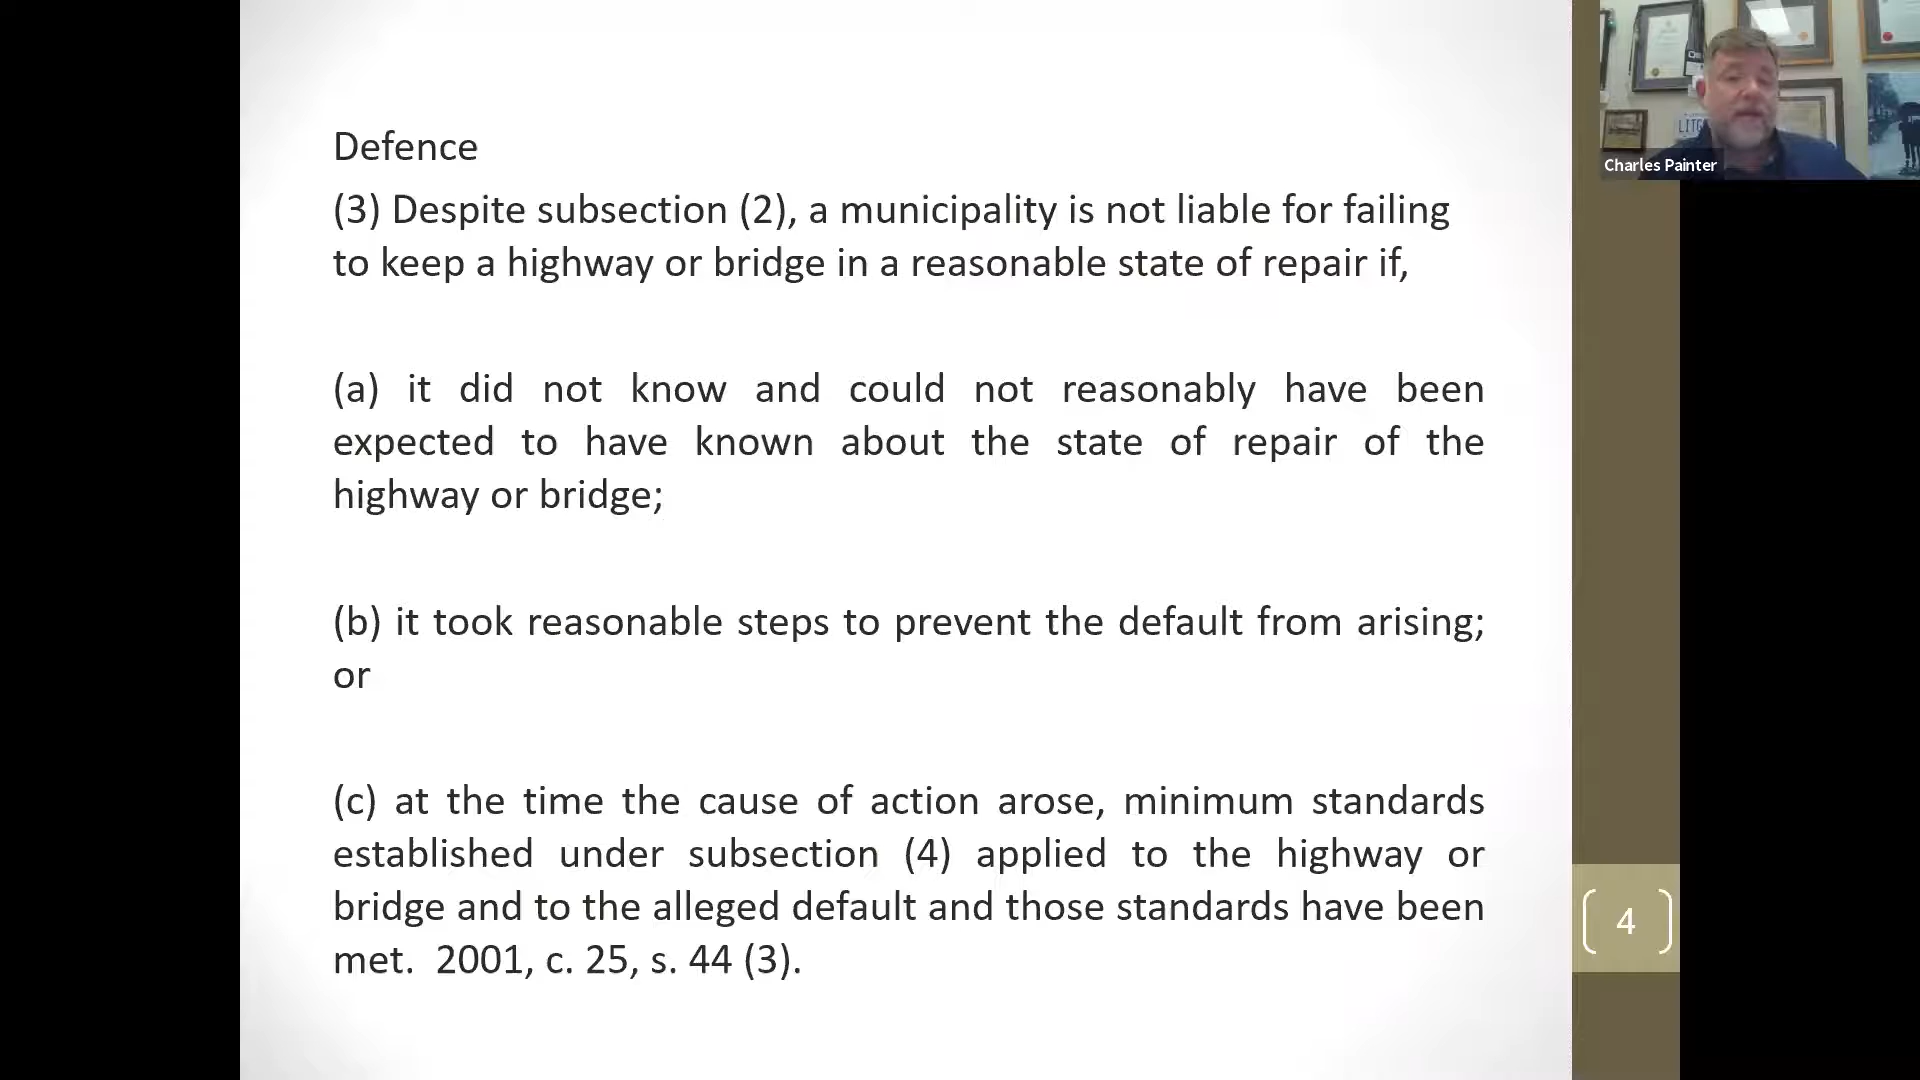 Defence
(3) Despite subsection (2), a municipality is not liable for failing
to keep a highway or bridge in a reasonable state of repair if,
(a) it did not know and could not reasonably have been
expected to have known about the state of repair of the
highway or bridge;
(b) it took reasonable steps to prevent the default from arising;
or
(c) at the time the cause of action arose, minimum standards
established under subsection (4) applied to the highway or
bridge and to the alleged default and those standards have been
met. 2001, c. 25, s. 44 (3).
4
Charles Painter